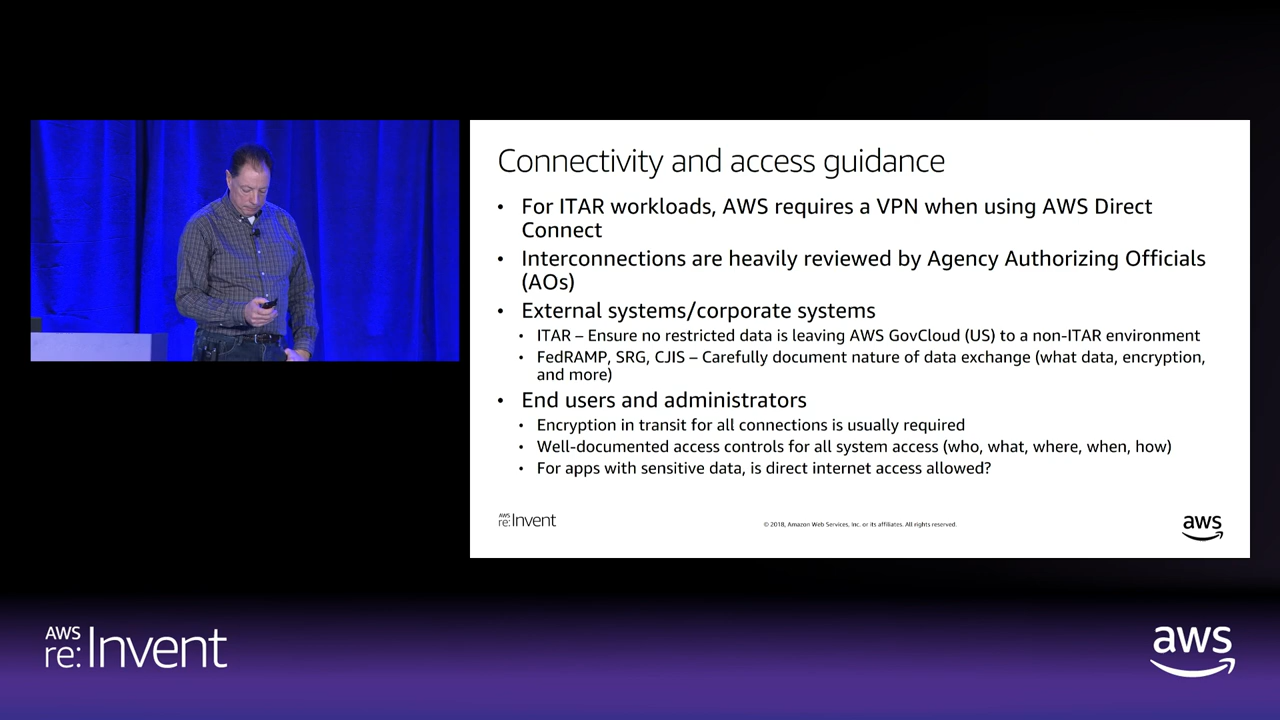 Connectivity and access guidance
• For ITAR workloads, AWS requires a VPN when using AWS Direct
Connect
• Interconnections are heavily reviewed by Agency Authorizing Officials
(AOs)
• External systems/corporate systems
• ITAR – Ensure no restricted data is leaving AWS GovCloud (US) to a non-ITAR environment
• FedRAMP, SRG, CJIS – Carefully document nature of data exchange (what data, encryption,
and more)
• End users and administrators
• Encryption in transit for all connections is usually required
• Well-documented access controls for all system access (who, what, where, when, how)
• For apps with sensitive data, is direct internet access allowed?
AWS
re:Invent
© 2018, Amazon Web Services, Inc. or its affiliates. All rights reserved.
aws
AWS
re:Invent
aws